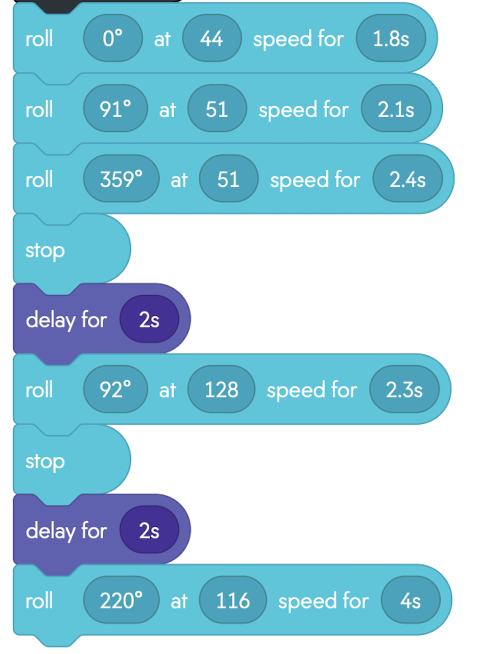 roll 0° at 44 speed for 1.8s
roll 91° at 51 speed for 2.1s
roll 359° at 51 speed for 2.4s
stop
delay for 2s
roll 92° at 128 speed for 2.3s
stop
delay for 2s
roll 220° at 116 speed for 4s